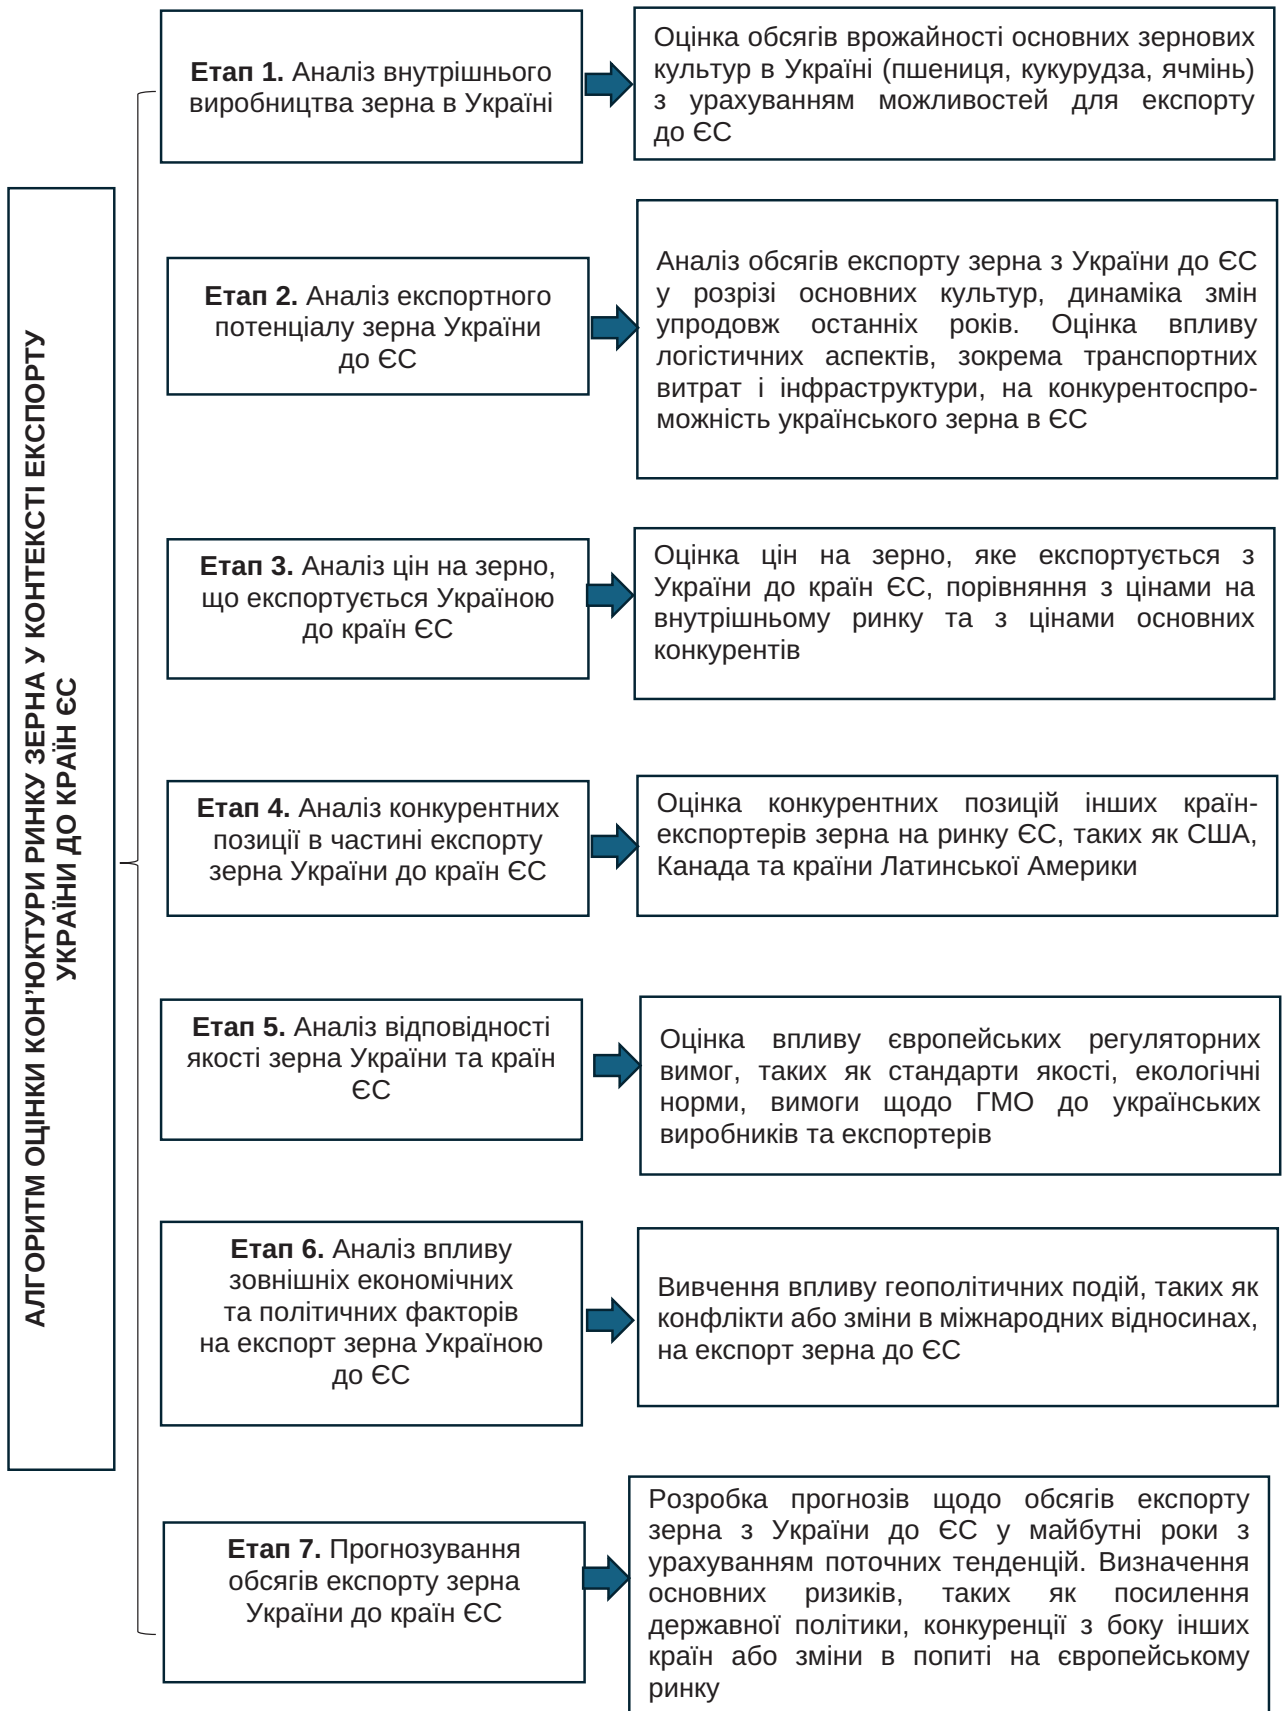 АЛГОРИТМ ОЦІНКИ КОН'ЮКТУРИ РИНКУ ЗЕРНА У КОНТЕКСТІ ЕКСПОРТУ
УКРАЇНИ ДО КРАЇН ЄС
Етап 1. Аналіз внутрішнього
виробництва зерна в Україні
Оцінка обсягів врожайності основних зернових
культур в Україні (пшениця, кукурудза, ячмінь)
з урахуванням можливостей для експорту
до ЄС
Етап 2. Аналіз експортного
потенціалу зерна України
до ЄС
Аналіз обсягів експорту зерна з України до ЄС
у розрізі основних культур, динаміка змін
упродовж останніх років. Оцінка впливу
логістичних аспектів, зокрема транспортних
витрат і інфраструктури, на конкурентоспро-
можність українського зерна в ЄС
Етап 3. Аналіз цін на зерно,
що експортується Україною
до країн ЄС
Оцінка цін на зерно, яке експортується з
України до країн ЄС, порівняння з цінами на
внутрішньому ринку та з цінами основних
конкурентів
Етап 4. Аналіз конкурентних
позиції в частині експорту
зерна України до країн ЄС
Оцінка конкурентних позицій інших країн-
експортерів зерна на ринку ЄС, таких як США,
Канада та країни Латинської Америки
Етап 5. Аналіз відповідності
якості зерна України та країн
ЄС
Оцінка впливу європейських регуляторних
вимог, таких як стандарти якості, екологічні
норми, вимоги щодо ГМО до українських
виробників та експортерів
Етап 6. Аналіз впливу
зовнішніх економічних
та політичних факторів
на експорт зерна Україною
до ЄС
Вивчення впливу геополітичних подій, таких як
конфлікти або зміни в міжнародних відносинах,
на експорт зерна до ЄС
Етап 7. Прогнозування
обсягів експорту зерна
України до країн ЄС
Розробка прогнозів щодо обсягів експорту
зерна з України до ЄС у майбутні роки з
урахуванням поточних тенденцій. Визначення
основних ризиків, таких як посилення
державної політики, конкуренції з боку інших
країн або зміни в попиті на європейському
ринку